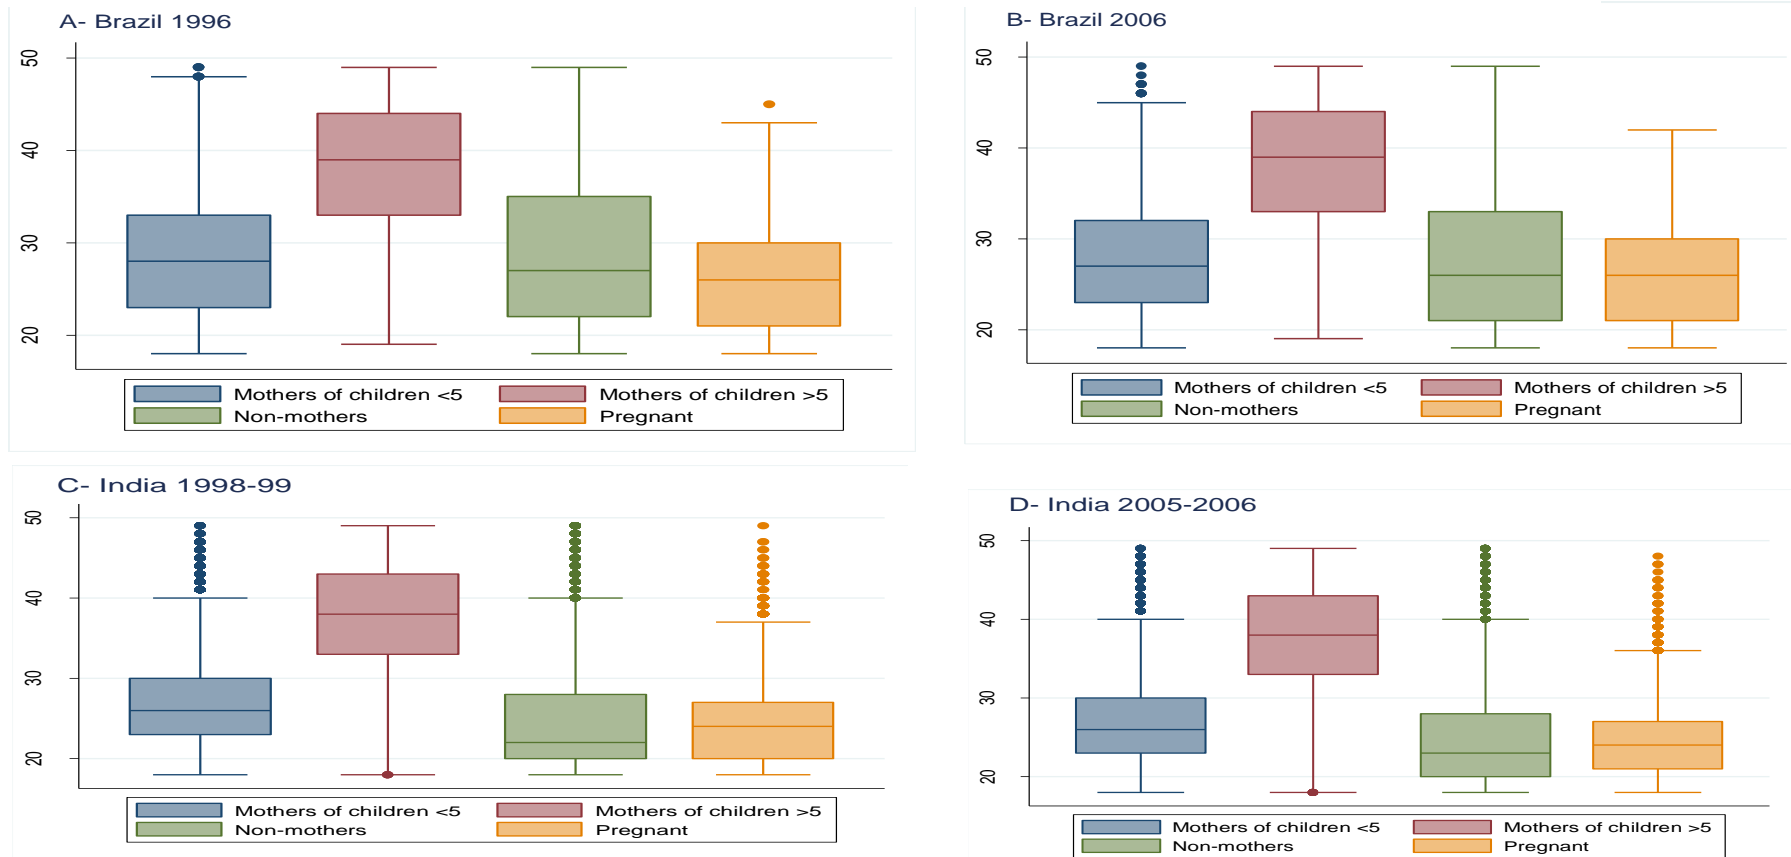 A- Brazil 1996
50
40
30
20
Mothers of children <5
Mothers of children >5
Non-mothers
Pregnant
B- Brazil 2006
50
40
30
20
Mothers of children <5
Mothers of children >5
Non-mothers
Pregnant
C- India 1998-99
50
40
30
20
Mothers of children <5
Mothers of children >5
Non-mothers
Pregnant
D- India 2005-2006
50
40
30
20
Mothers of children <5
Mothers of children >5
Non-mothers
Pregnant